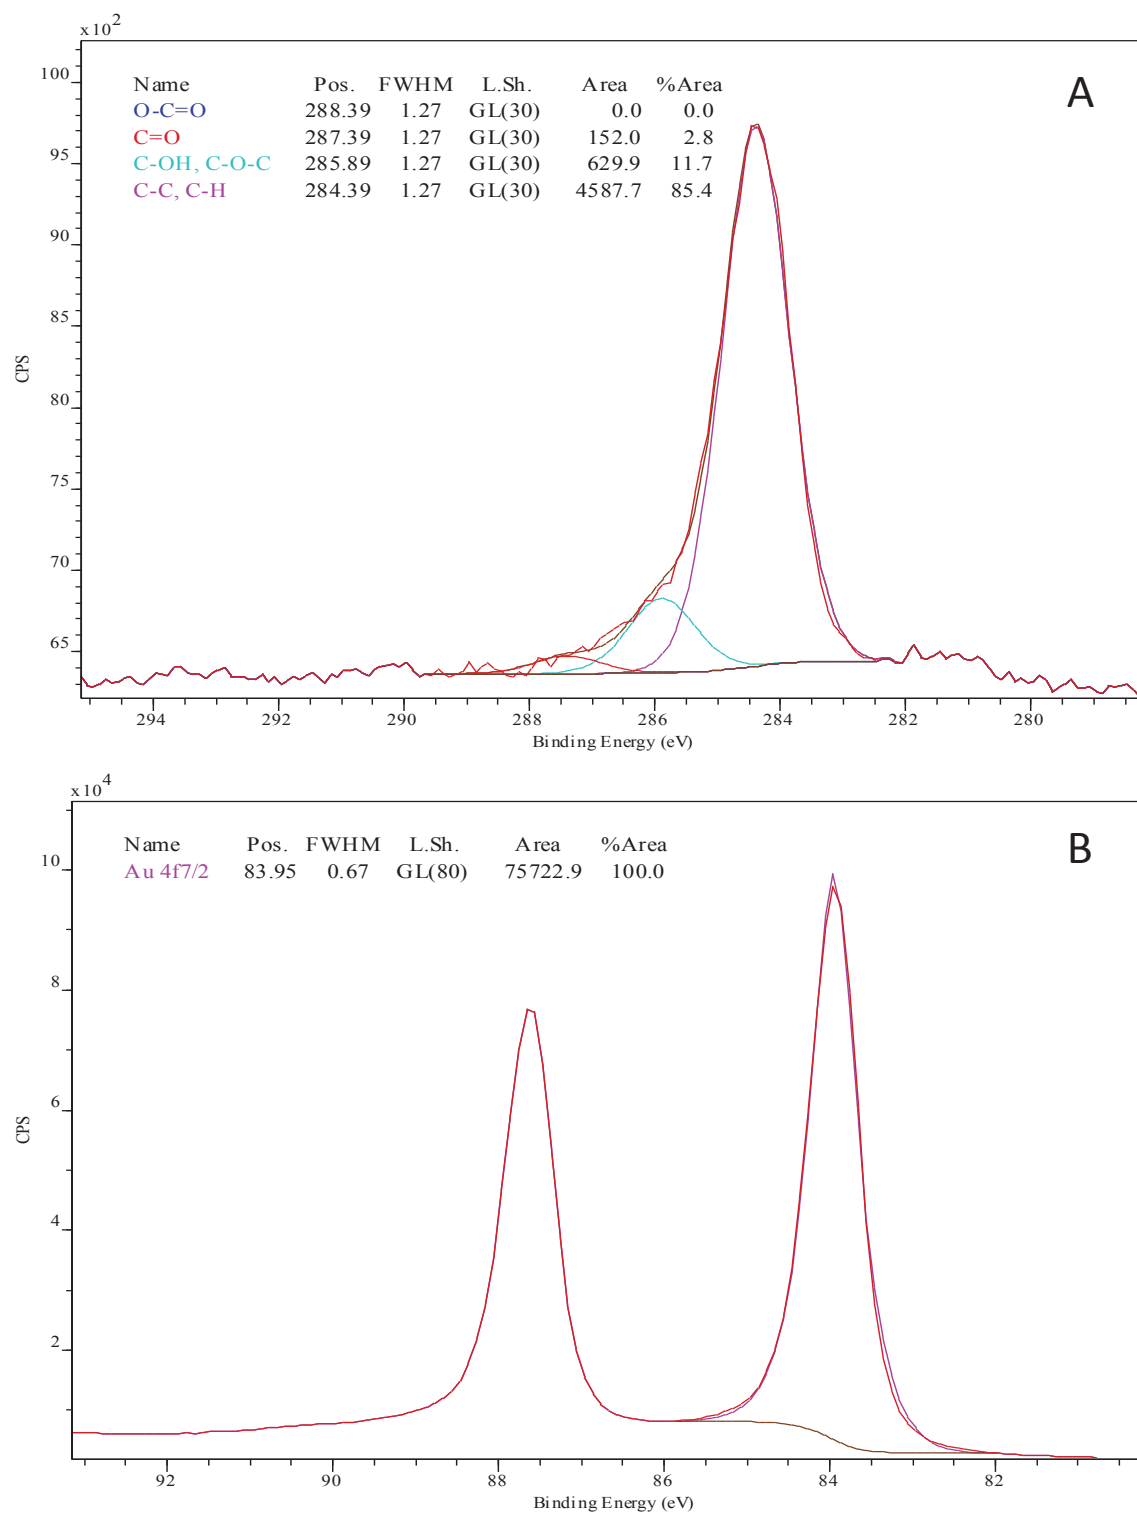 x 10²
A
Name Pos. FWHM L.Sh. Area %Area
O-C=O 288.39 1.27 GL(30) 0.0 0.0
C=O 287.39 1.27 GL(30) 152.0 2.8
C-OH, C-O-C 285.89 1.27 GL(30) 629.9 11.7
C-C, C-H 284.39 1.27 GL(30) 4587.7 85.4
100
95
90
85
80
75
70
65
CPS
294 292 290 288 286 284 282 280
Binding Energy (eV)
x 10⁴
B
Name Pos. FWHM L.Sh. Area %Area
Au 4f7/2 83.95 0.67 GL(80) 75722.9 100.0
10
8
6
4
2
CPS
92 90 88 86 84 82
Binding Energy (eV)